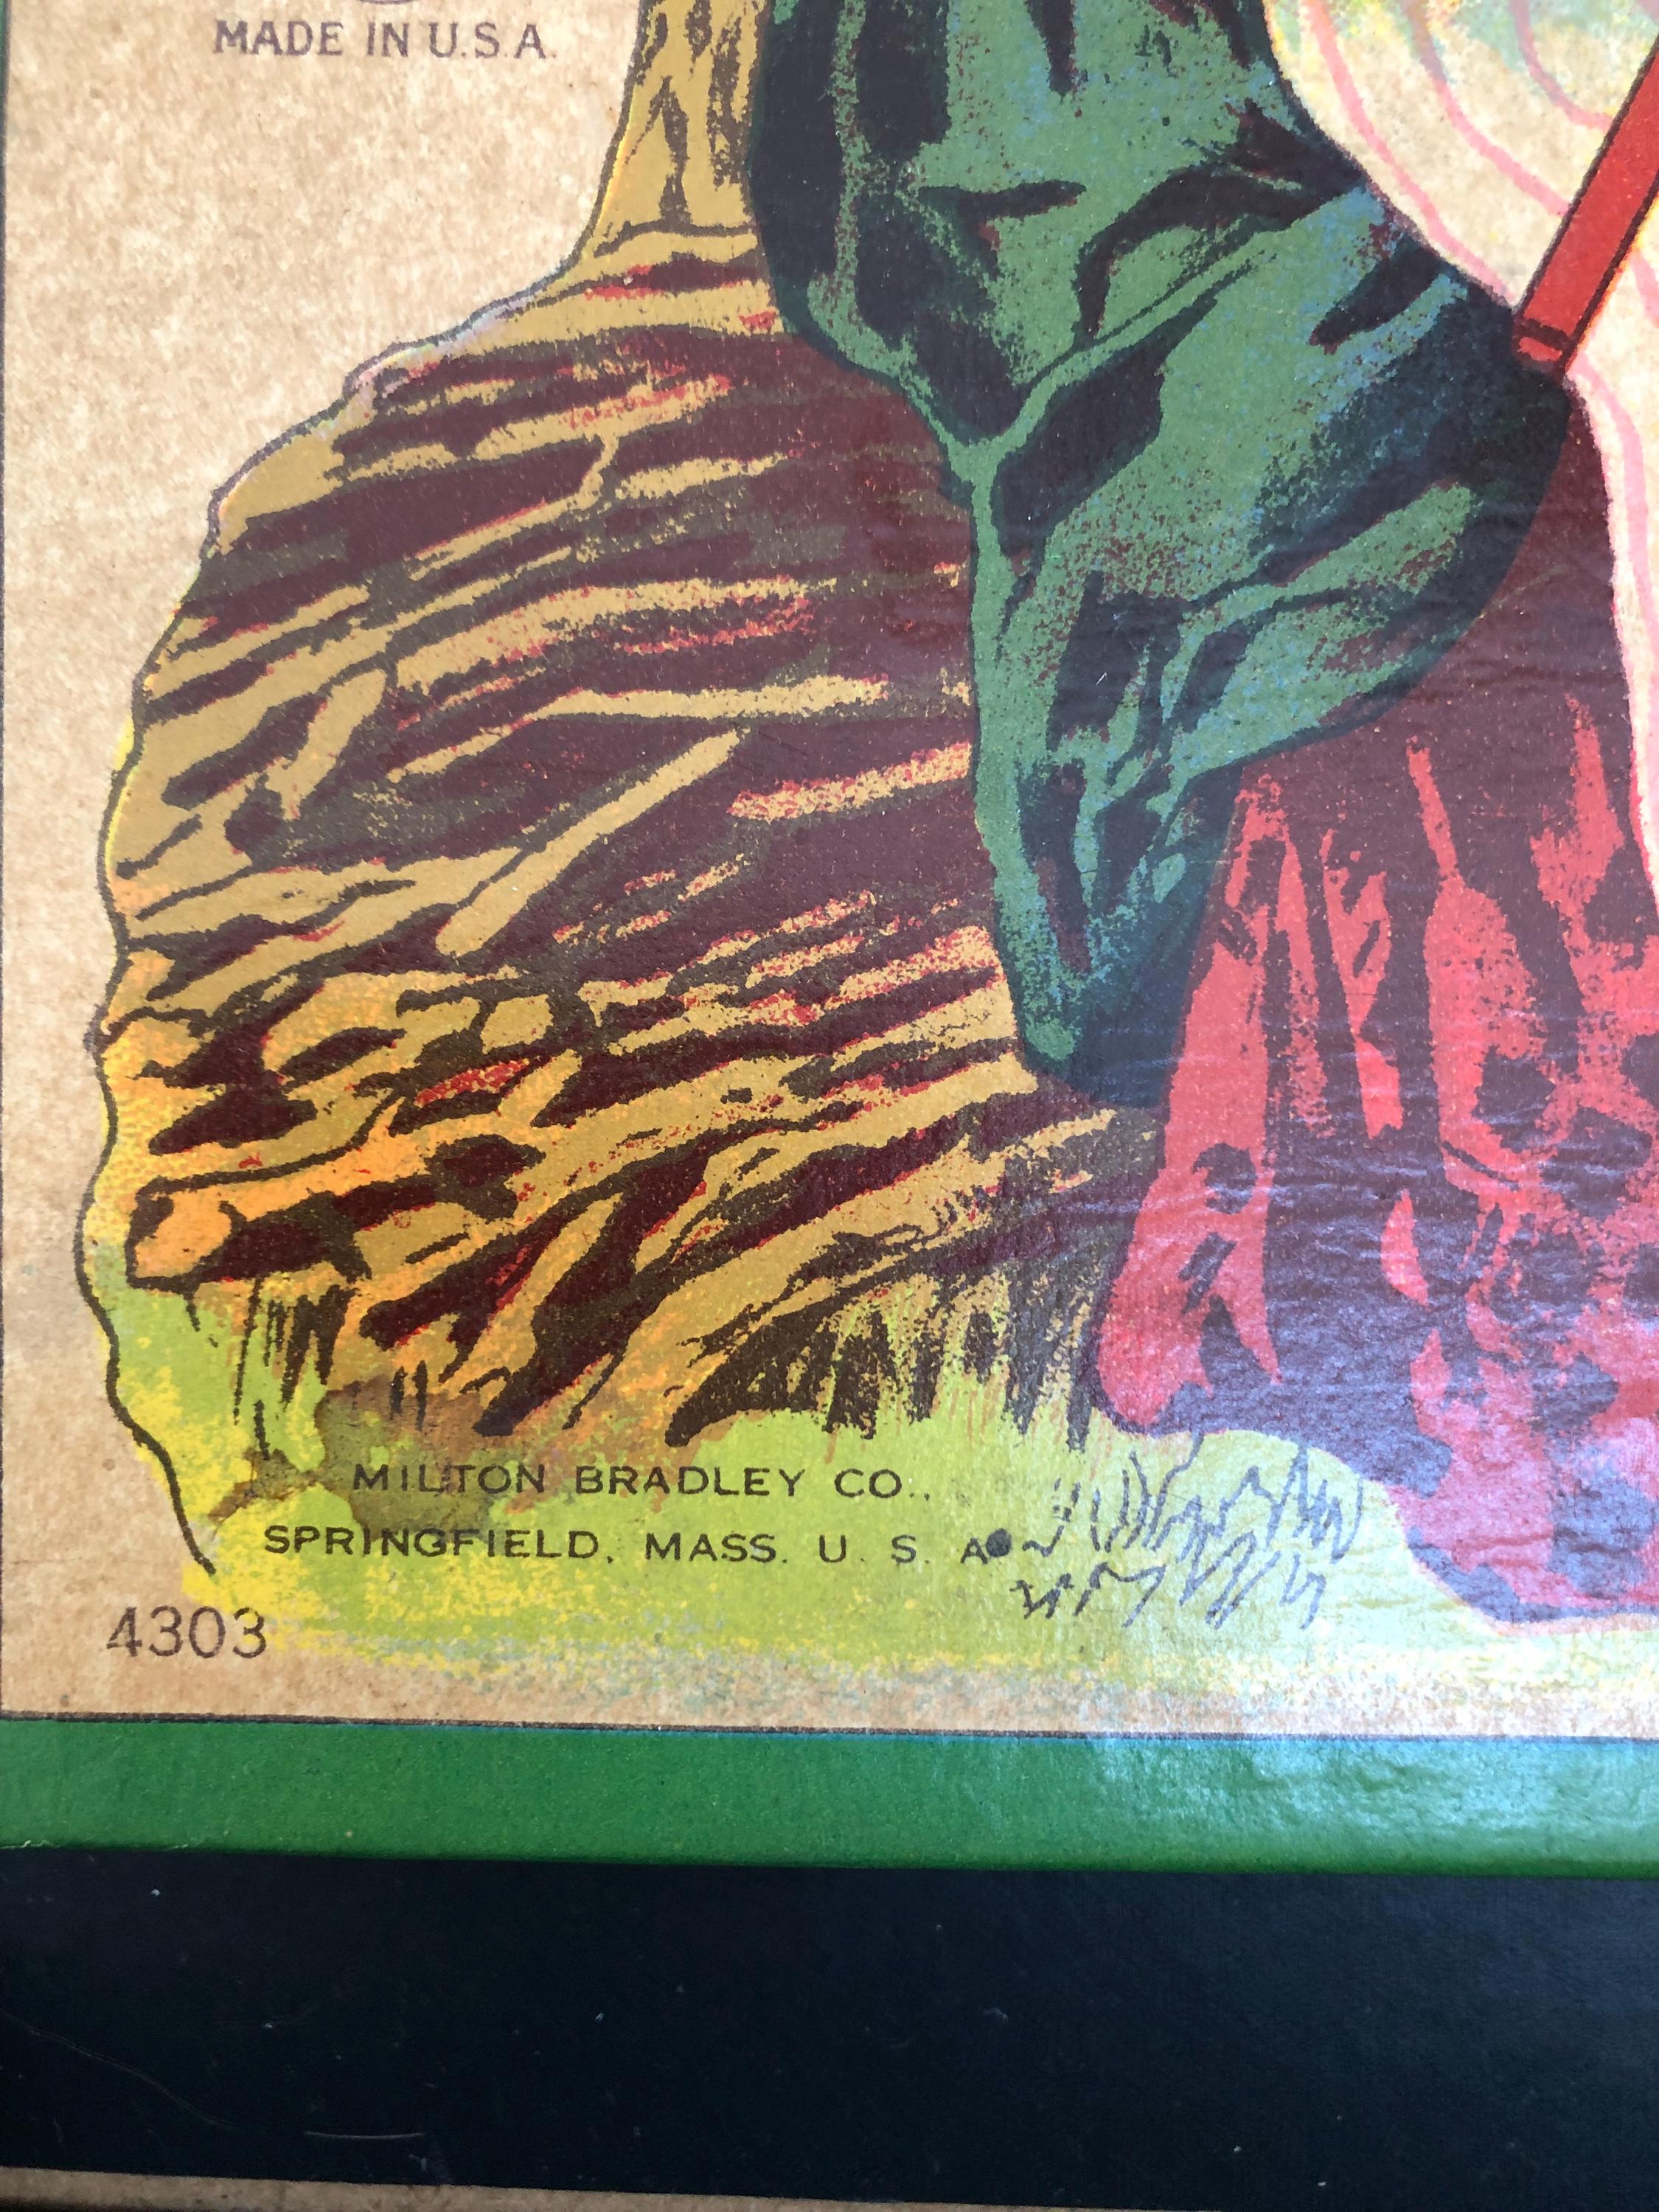 MADE IN U.S.A.
MILTON BRADLEY CO.,
SPRINGFIELD, MASS. U. S. A.
4303